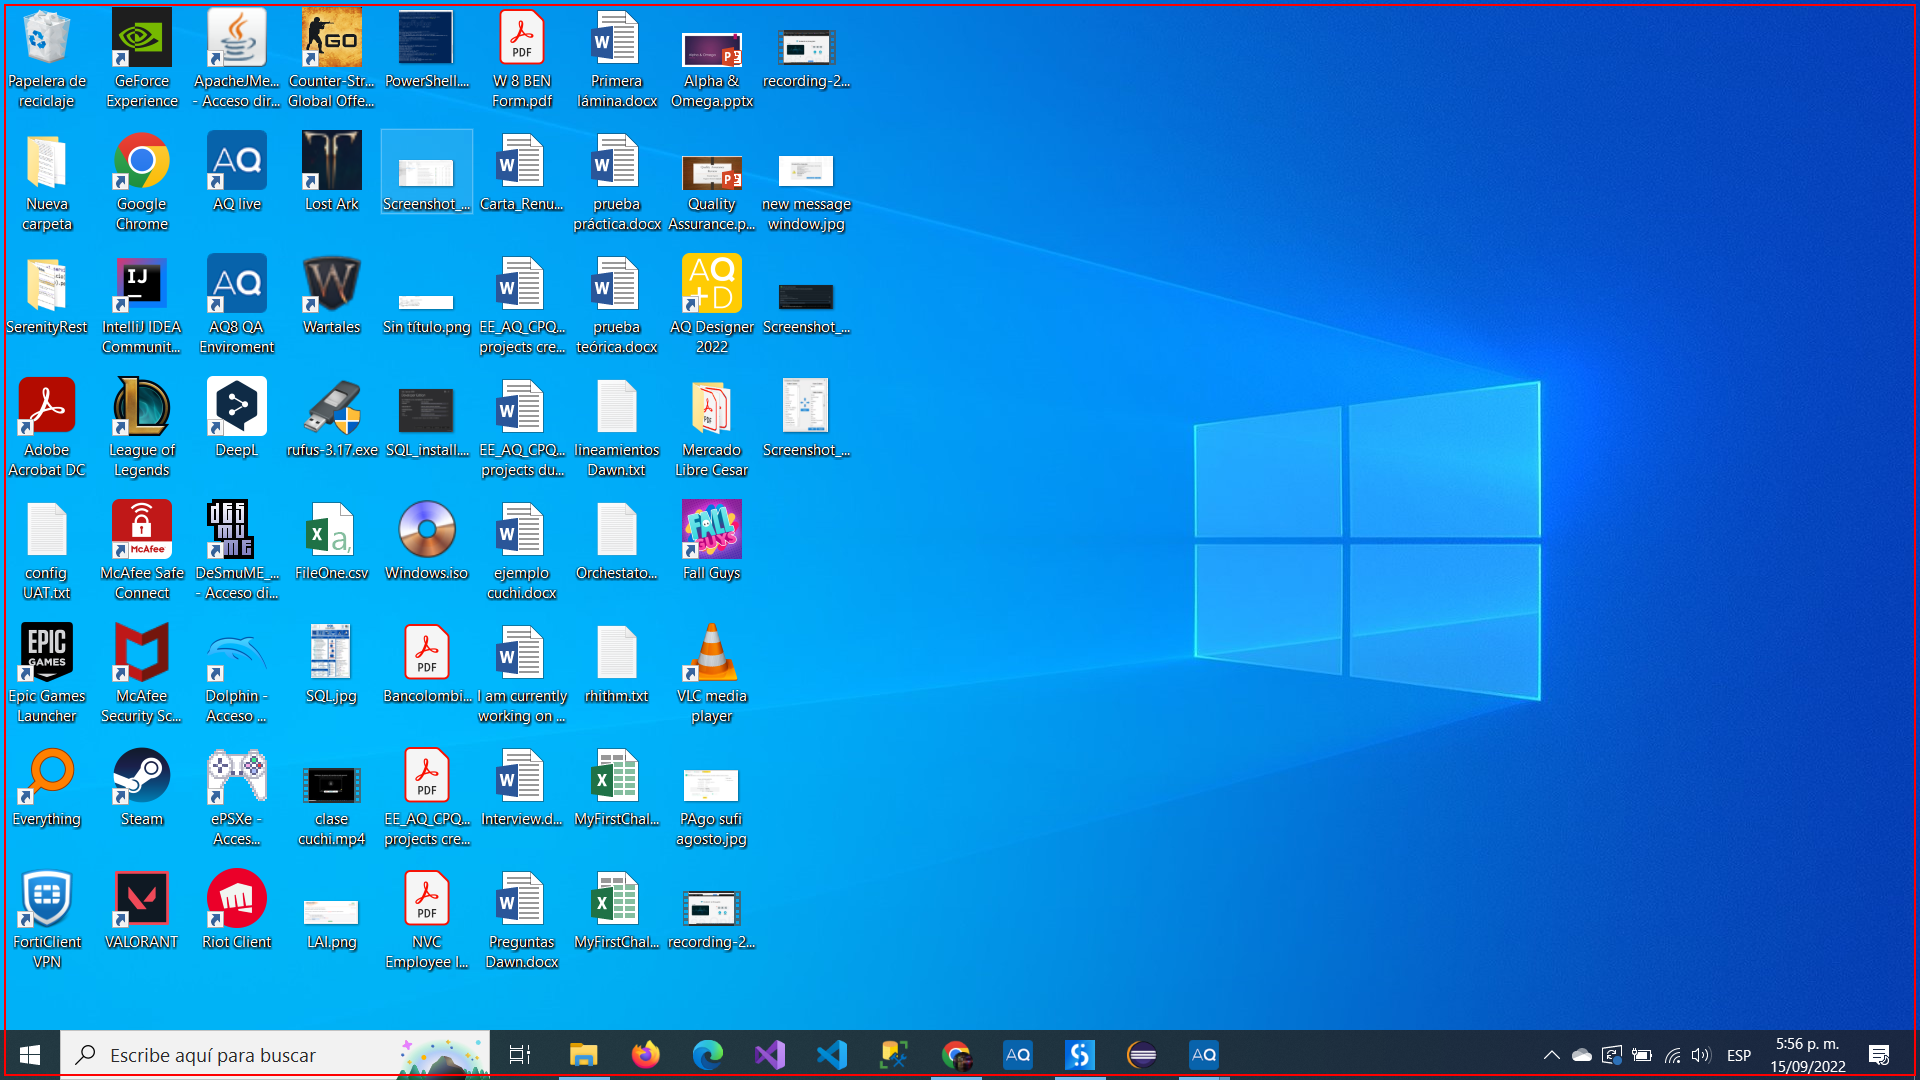 Papelera de
reciclaje
GeForce
Experience
ApacheJMe...
- Acceso dir...
Counter-Str...
Global Offe...
PowerShell....
W 8 BEN
Form.pdf
Primera
lámina.docx
Alpha &
Omega.pptx
recording-2...
Nueva
carpeta
Google
Chrome
AQ live
Lost Ark
Screenshot_...
Carta_Renu...
prueba
práctica.docx
Quality
Assurance.p...
new message
window.jpg
SerenityRest
IntelliJ IDEA
Communit...
AQ8 QA
Enviroment
Wartales
Sin título.png
EE_AQ_CPQ...
projects cre...
prueba
teórica.docx
AQ Designer
2022
Screenshot_...
Adobe
Acrobat DC
League of
Legends
DeepL
rufus-3.17.exe
SQL_install....
EE_AQ_CPQ...
projects du...
lineamientos
Dawn.txt
Mercado
Libre Cesar
Screenshot_...
config
UAT.txt
McAfee Safe
Connect
DeSmuME_...
- Acceso di...
FileOne.csv
Windows.iso
ejemplo
cuchi.docx
Orchestato...
Fall Guys
Epic Games
Launcher
McAfee
Security Sc...
Dolphin -
Acceso ...
SQL.jpg
Bancolombi...
I am currently
working on ...
rhithm.txt
VLC media
player
Everything
Steam
ePSXe -
Acces...
clase
cuchi.mp4
EE_AQ_CPQ...
projects cre...
Interview.d...
MyFirstChal...
PAgo sufi
agosto.jpg
FortiClient
VPN
VALORANT
Riot Client
LAI.png
NVC
Employee I...
Preguntas
Dawn.docx
MyFirstChal...
recording-2...
Escribe aquí para buscar
ESP
5:56 p. m.
15/09/2022